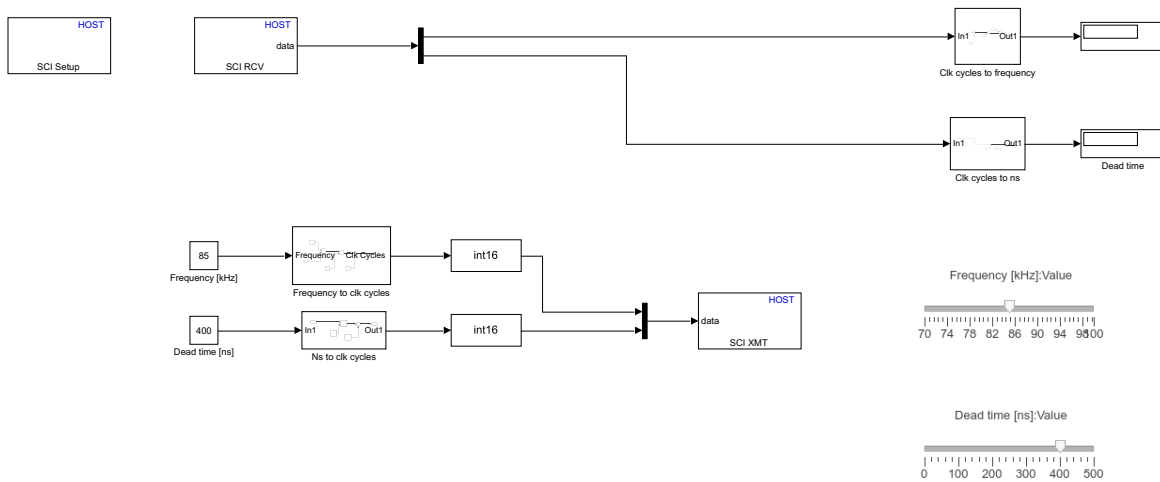 HOST
SCI Setup
HOST
data
SCI RCV
In1
Out1
Clk cycles to frequency
In1
Out1
Clk cycles to ns
Dead time
85
Frequency [kHz]
Frequency
Clk Cycles
Frequency to clk cycles
int16
400
Dead time [ns]
In1
Out1
Ns to clk cycles
int16
HOST
data
SCI XMT
Frequency [kHz]:Value
70 74 78 82 86 90 94 98 100
Dead time [ns]:Value
0 100 200 300 400 500